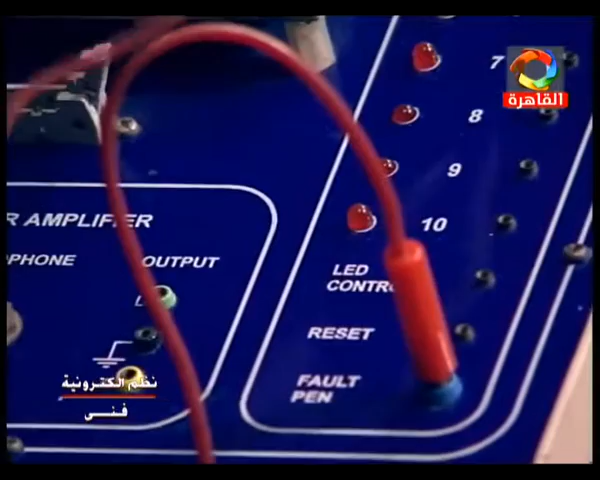 7
القاهرة
8
9
R AMPLIFIER
10
PHONE
OUTPUT
LED
CONTRO
RESET
FAULT
PEN
نظم الكترونية
فنى